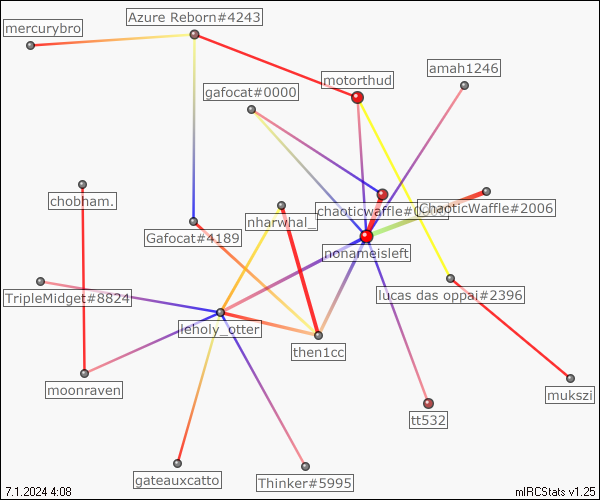 Azure Reborn#4243
mercurybro
amah1246
motorthud
gafocat#0000
chobham.
chaoticwaffle#0
ChaoticWaffle#2006
nharwhal_
Gafocat#4189
nonameisleft
TripleMidget#8824
lucas das oppai#2396
leholy_otter
then1cc
moonraven
mukszi
tt532
gateauxcatto
Thinker#5995
7.1.2024 4:08
mIRCStats v1.25